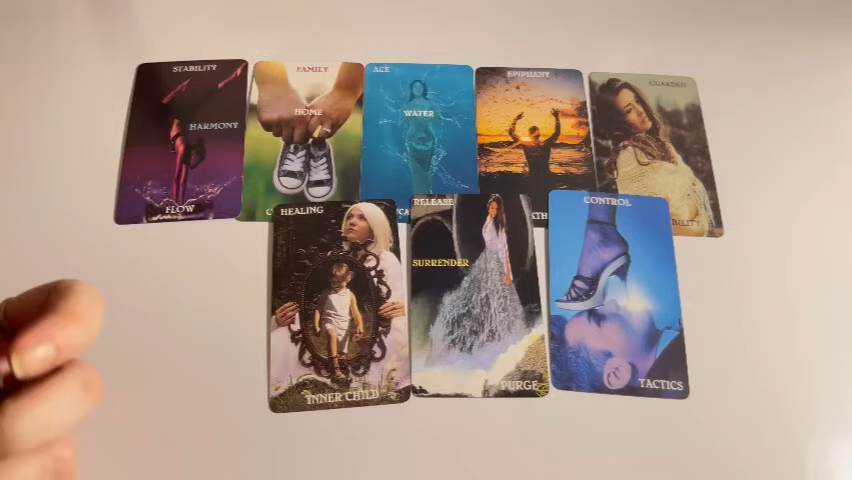 STABILITY
HARMONY
FLOW
FAMILY
HOME
ACE
WATER
EPIPHANY
GUARDED
HEALING
INNER CHILD
RELEASE
SURRENDER
PURGE
CONTROL
TACTICS